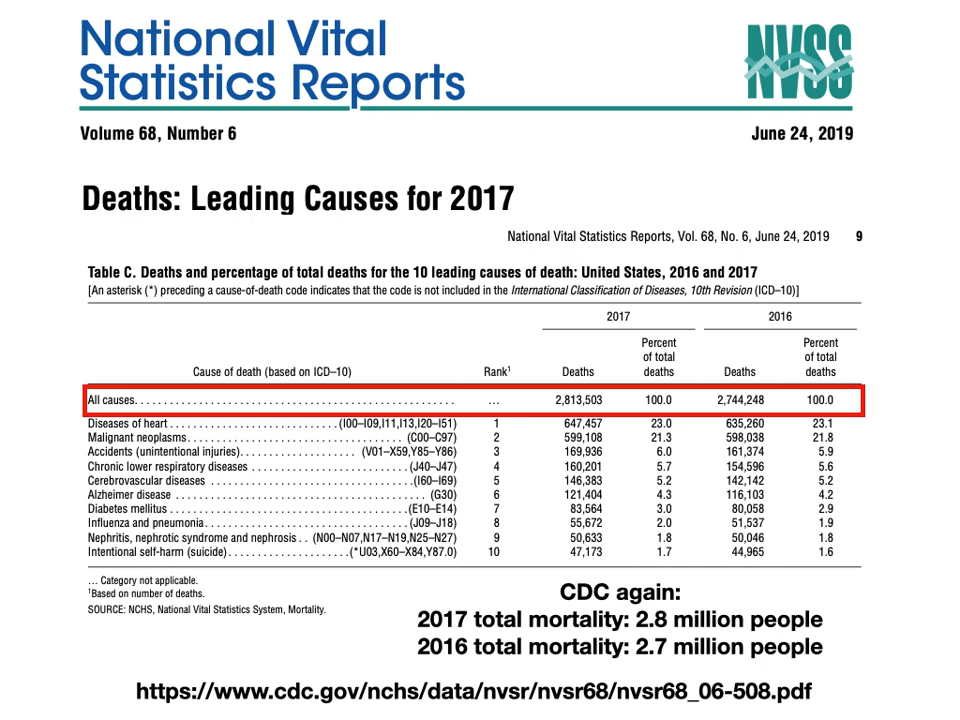 National Vital
Statistics Reports
NVSS
Volume 68, Number 6 June 24, 2019
Deaths: Leading Causes for 2017
National Vital Statistics Reports, Vol. 68, No. 6, June 24, 2019 9
Table C. Deaths and percentage of total deaths for the 10 leading causes of death: United States, 2016 and 2017
[An asterisk (*) preceding a cause-of-death code indicates that the code is not included in the International Classification of Diseases, 10th Revision (ICD–10)]
2017 2016
Percent Percent
of total of total
Cause of death (based on ICD–10) Rank¹ Deaths deaths Deaths deaths
All causes. . . . . . . . . . . . . . . . . . . . . . . . . . . . . . . . . . . . . . . . . . . . . . . . . . . . . . … 2,813,503 100.0 2,744,248 100.0
Diseases of heart . . . . . . . . . . . . . . . . . . . . . . . . . . . . (I00–I09,I11,I13,I20–I51) 1 647,457 23.0 635,260 23.1
Malignant neoplasms. . . . . . . . . . . . . . . . . . . . . . . . . . . . . . . . . . . . (C00–C97) 2 599,108 21.3 598,038 21.8
Accidents (unintentional injuries). . . . . . . . . . . . . . . . . . . (V01–X59,Y85–Y86) 3 169,936 6.0 161,374 5.9
Chronic lower respiratory diseases . . . . . . . . . . . . . . . . . . . . . . . . . . . (J40–J47) 4 160,201 5.7 154,596 5.6
Cerebrovascular diseases . . . . . . . . . . . . . . . . . . . . . . . . . . . . . . . . . .(I60–I69) 5 146,383 5.2 142,142 5.2
Alzheimer disease . . . . . . . . . . . . . . . . . . . . . . . . . . . . . . . . . . . . . . . . . . (G30) 6 121,404 4.3 116,103 4.2
Diabetes mellitus . . . . . . . . . . . . . . . . . . . . . . . . . . . . . . . . . . . . . . . . .(E10–E14) 7 83,564 3.0 80,058 2.9
Influenza and pneumonia. . . . . . . . . . . . . . . . . . . . . . . . . . . . . . . . . . .(J09–J18) 8 55,672 2.0 51,537 1.9
Nephritis, nephrotic syndrome and nephrosis . . (N00–N07,N17–N19,N25–N27) 9 50,633 1.8 50,046 1.8
Intentional self-harm (suicide) . . . . . . . . . . . . . . . . . . . . .(*U03,X60–X84,Y87.0) 10 47,173 1.7 44,965 1.6
… Category not applicable.
¹Based on number of deaths.
SOURCE: NCHS, National Vital Statistics System, Mortality.
CDC again:
2017 total mortality: 2.8 million people
2016 total mortality: 2.7 million people
https://www.cdc.gov/nchs/data/nvsr/nvsr68/nvsr68_06-508.pdf